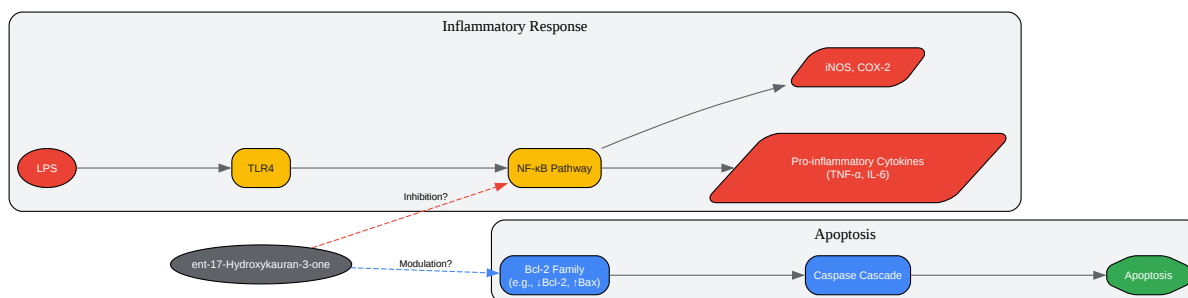 Inflammatory Response
iNOS, COX-2
LPS
TLR4
NF-κB Pathway
Pro-inflammatory Cytokines
(TNF-α, IL-6)
Inhibition?
ent-17-Hydroxykauran-3-one
Modulation?
Apoptosis
Bcl-2 Family
(e.g., ↓Bcl-2, ↑Bax)
Caspase Cascade
Apoptosis